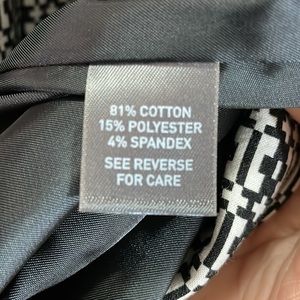 81% COTTON
15% POLYESTER
4% SPANDEX
SEE REVERSE
FOR CARE